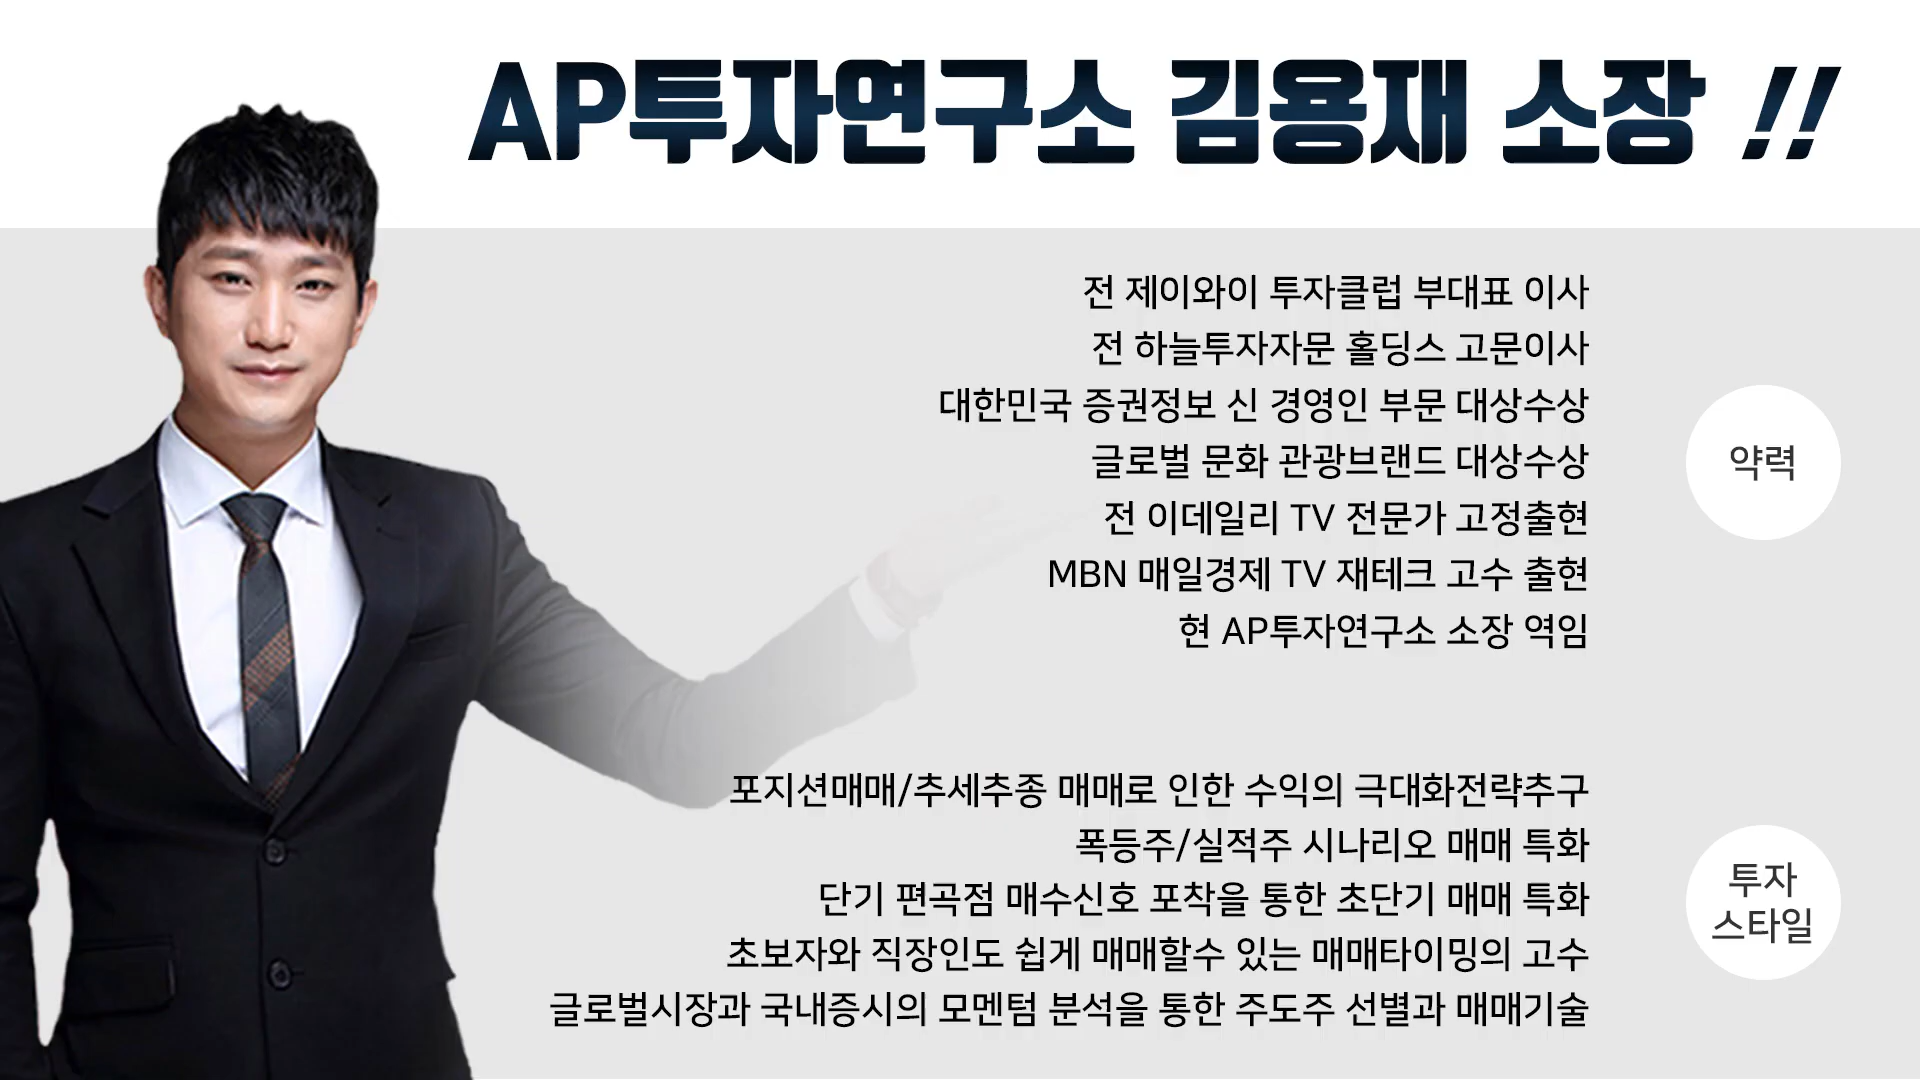 AP투자연구소 김용재 소장 !!
전 제이와이 투자클럽 부대표 이사
전 하늘투자자문 홀딩스 고문이사
대한민국 증권정보 신 경영인 부문 대상수상
글로벌 문화 관광브랜드 대상수상
전 이데일리 TV 전문가 고정출현
MBN 매일경제 TV 재테크 고수 출현
현 AP투자연구소 소장 역임
약력
포지션매매/추세추종 매매로 인한 수익의 극대화전략추구
폭등주/실적주 시나리오 매매 특화
단기 편곡점 매수신호 포착을 통한 초단기 매매 특화
초보자와 직장인도 쉽게 매매할수 있는 매매타이밍의 고수
글로벌시장과 국내증시의 모멘텀 분석을 통한 주도주 선별과 매매기술
투자
스타일